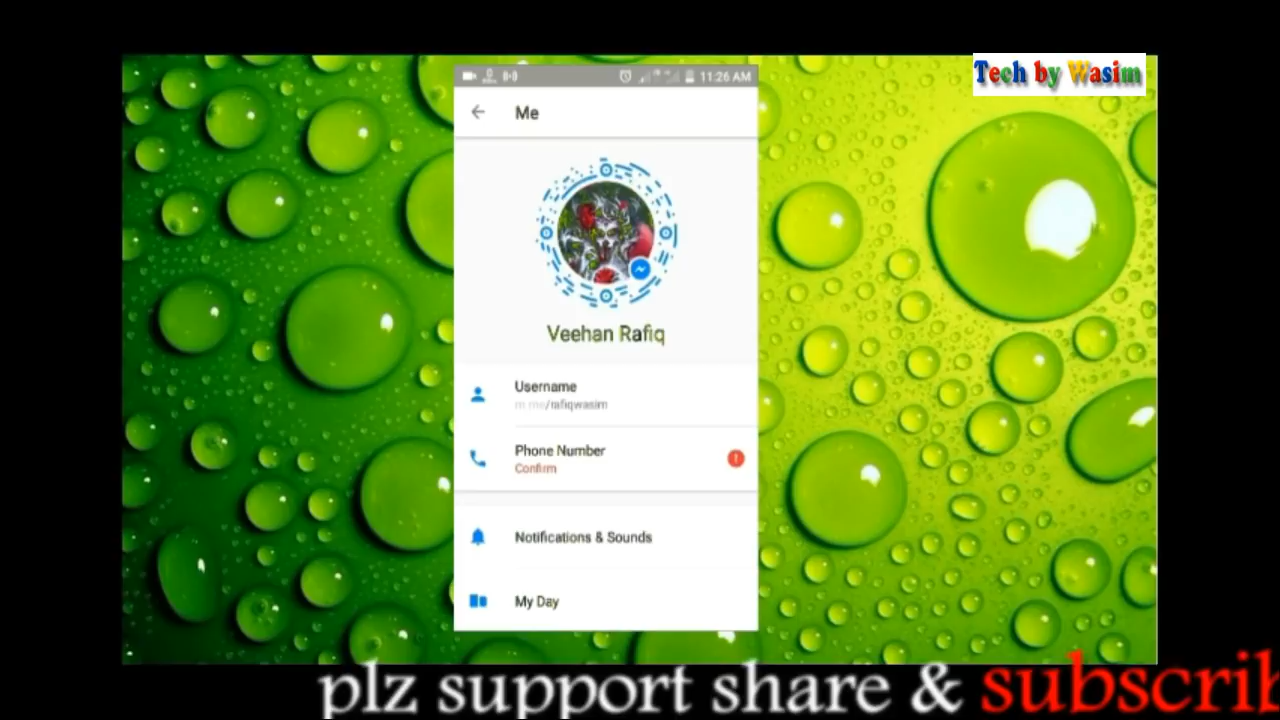 Tech by Wasim
11:26 AM
Me
Veehan Rafiq
Username
m.me/rafiqwasim
Phone Number
Confirm
Notifications & Sounds
My Day
plz support share & subscrib